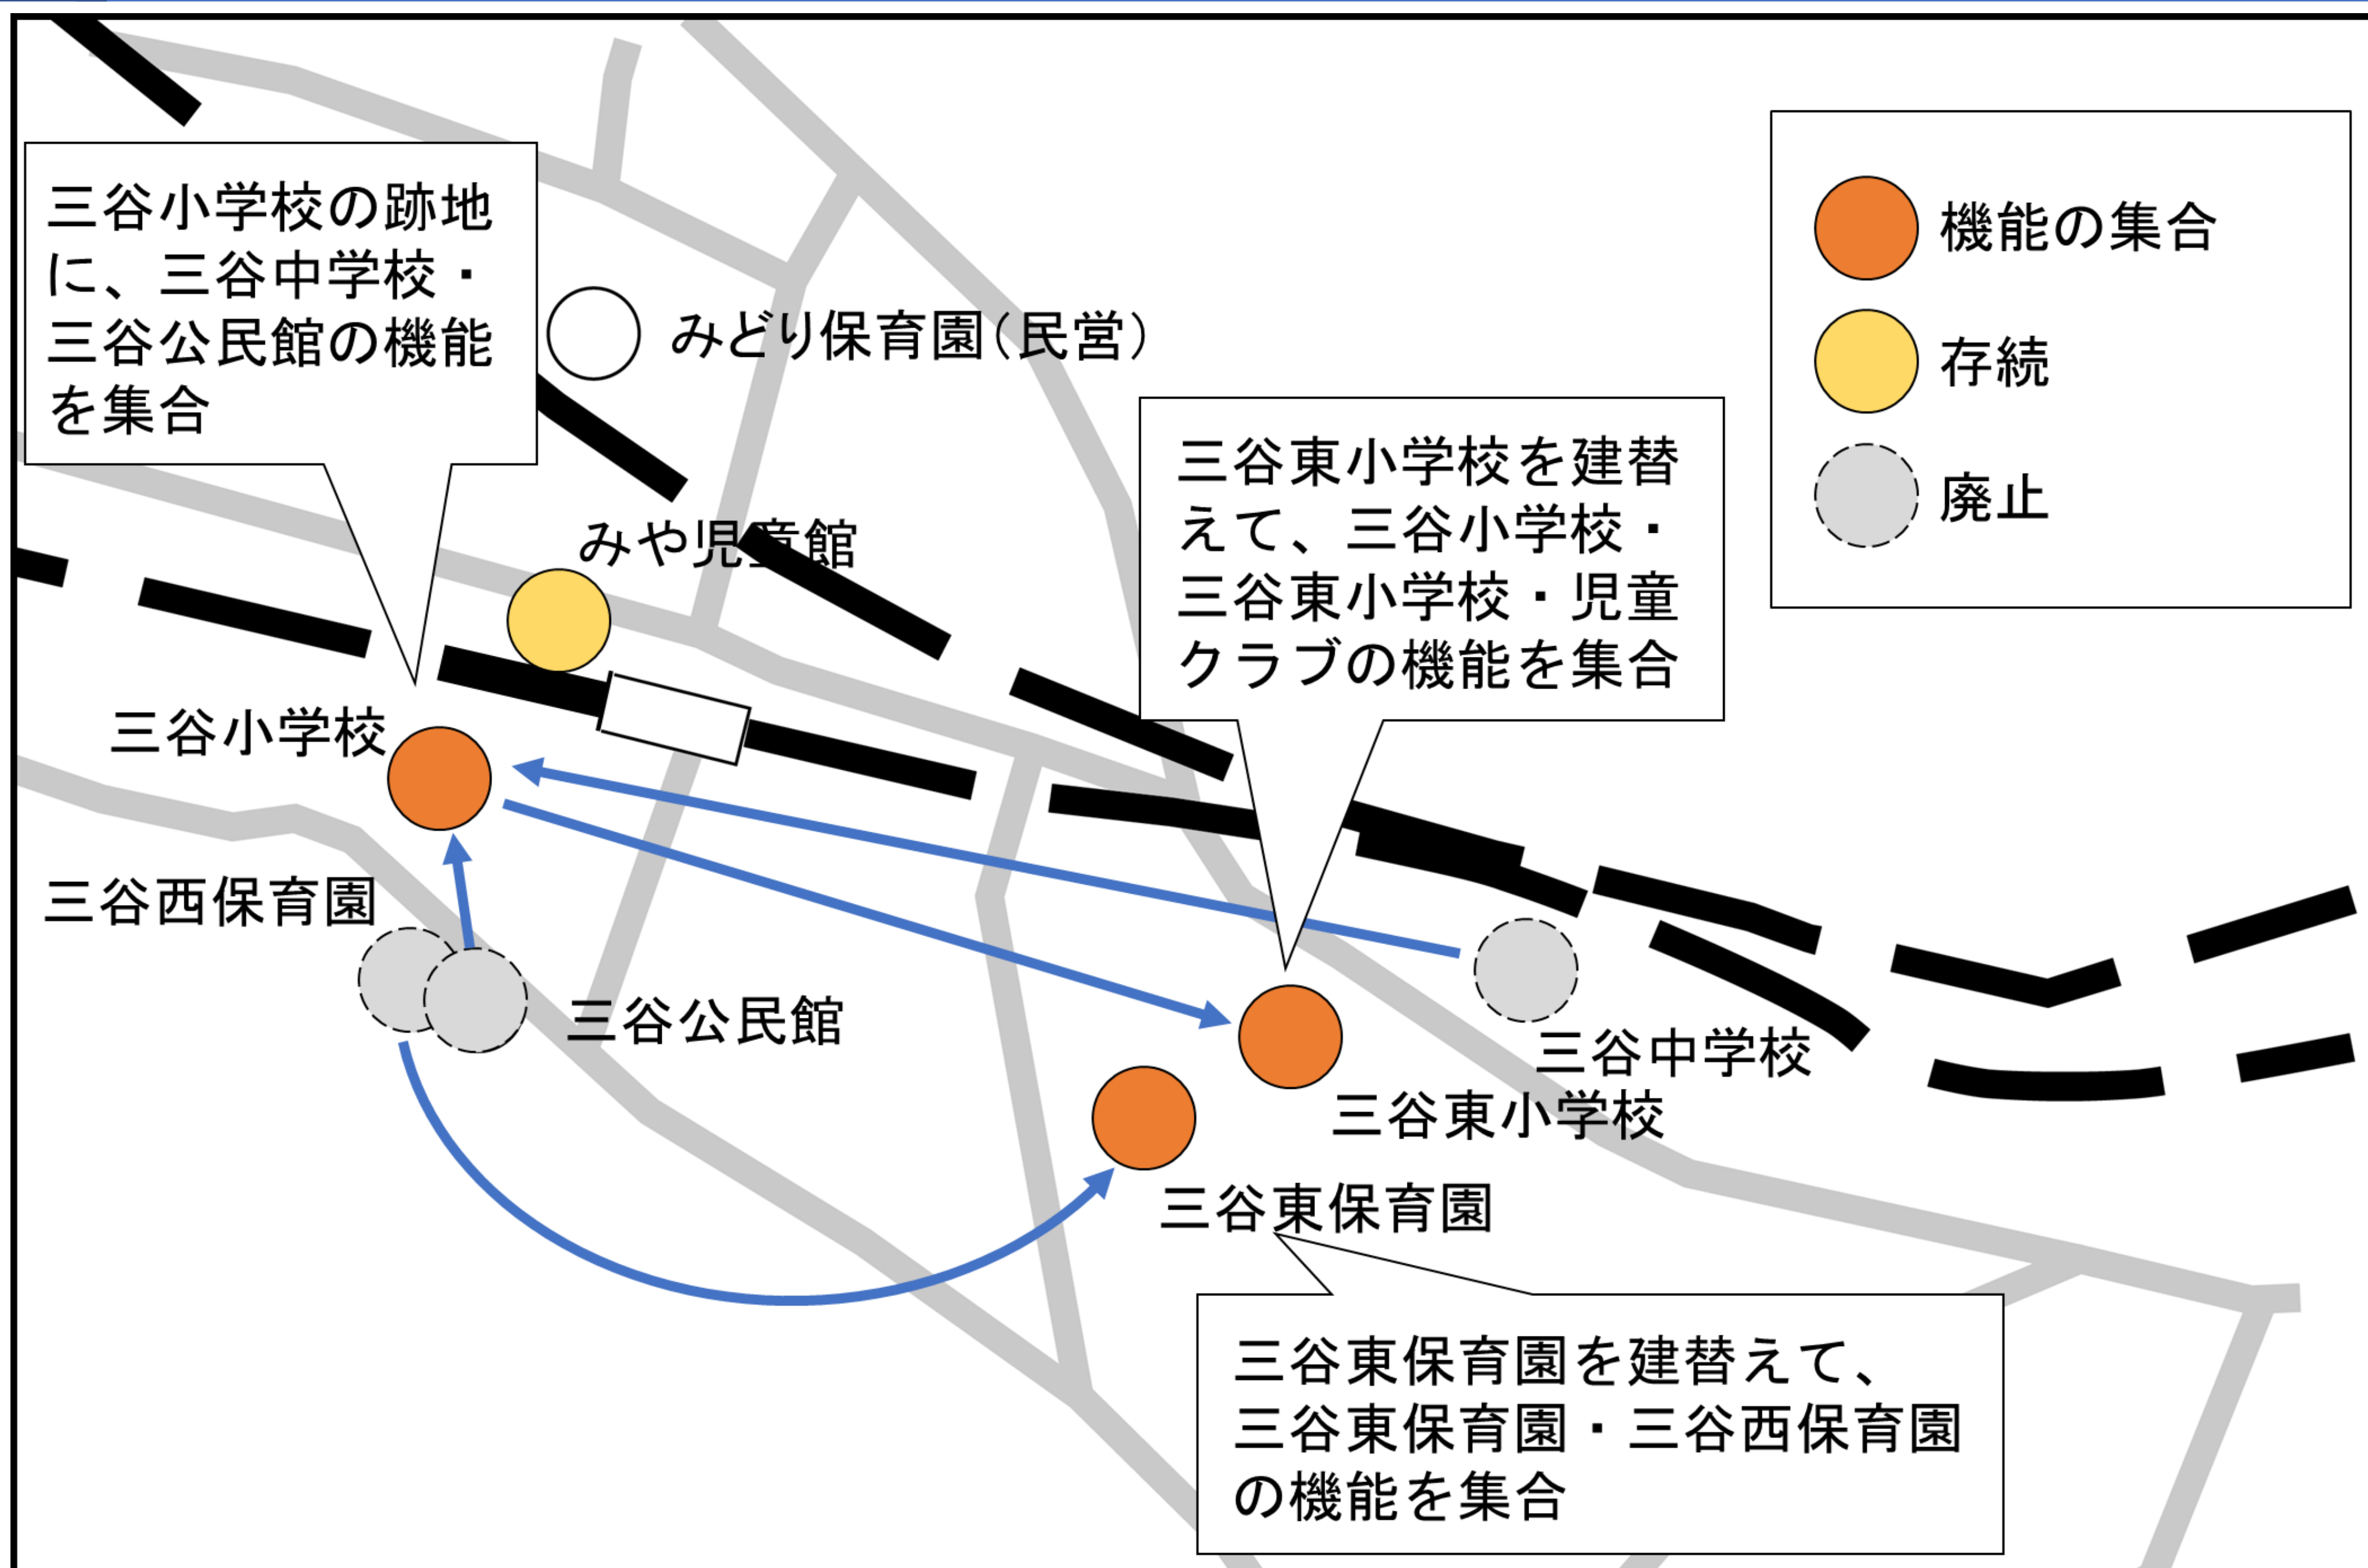 三谷小学校の跡地
に、三谷中学校・
三谷公民館の機能
を集合
機能の集合
存続
廃止
みどり保育園(民営)
三谷東小学校を建替
えて、三谷小学校・
三谷東小学校・児童
クラブの機能を集合
みや児童館
三谷小学校
三谷西保育園
三谷公民館
三谷中学校
三谷東小学校
三谷東保育園
三谷東保育園を建替えて、
三谷東保育園・三谷西保育園
の機能を集合